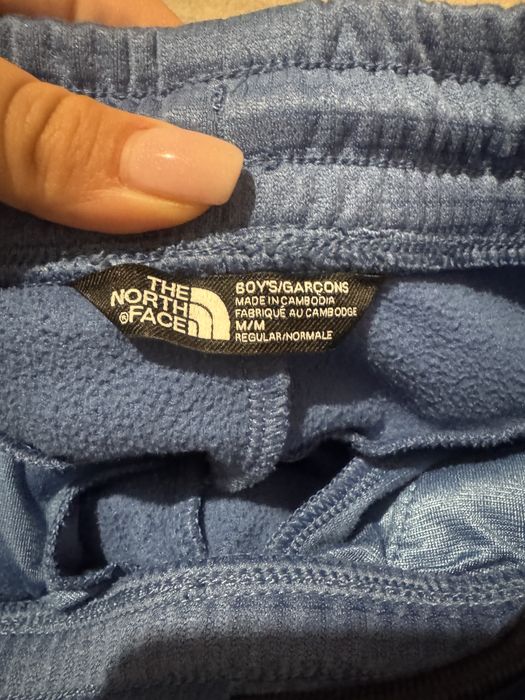 THE
NORTH
FACE
®
BOY'S/GARÇONS
MADE IN CAMBODIA
FABRIQUÉ AU CAMBODGE
M/M
REGULAR/NORMALE